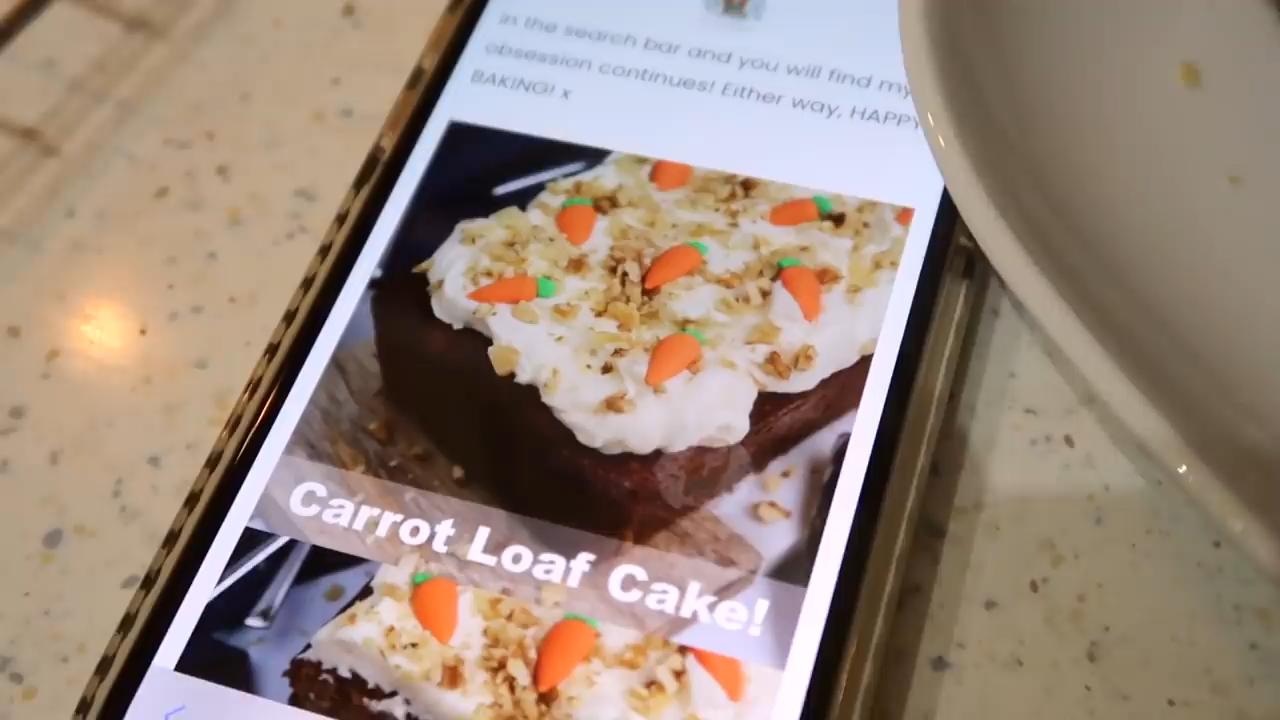 in the search bar and you will find my
obsession continues! Either way, HAPPY
BAKING! x
Carrot Loaf Cake!